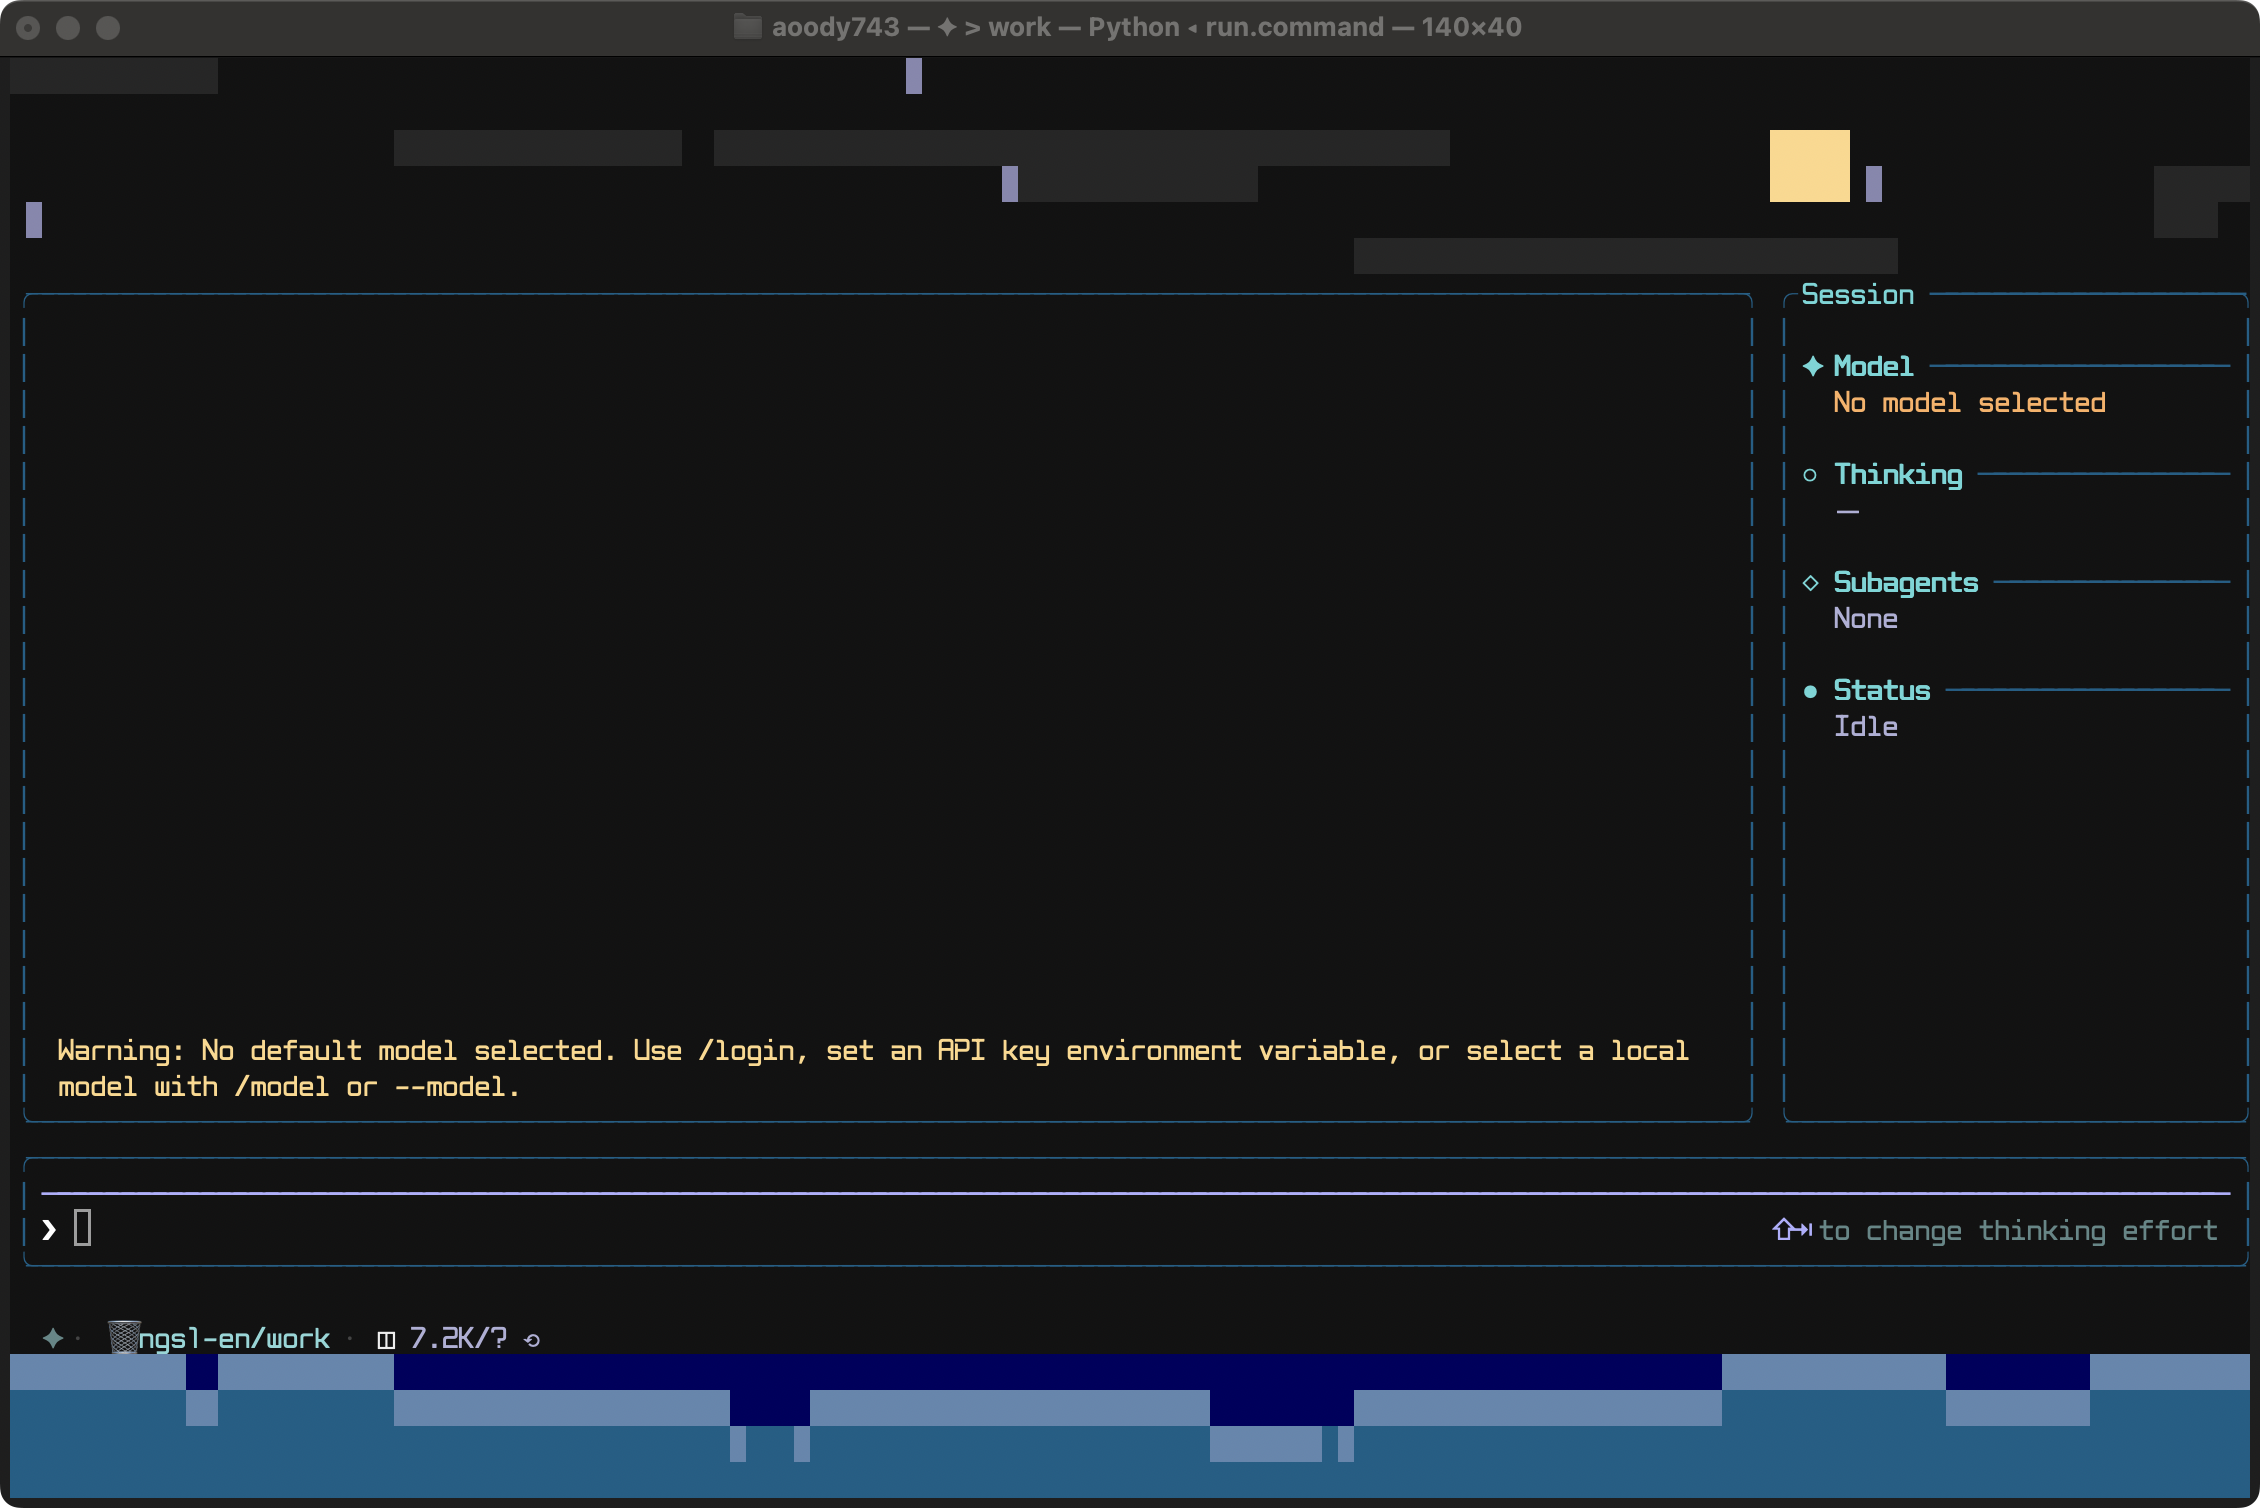 aoody743 — ✦ > work — Python ◂ run.command — 140×40
Session
✦ Model
No model selected
○ Thinking
—
◇ Subagents
None
● Status
Idle
Warning: No default model selected. Use /login, set an API key environment variable, or select a local
model with /model or --model.
❯
to change thinking effort
✦ · 🗑ngsl-en/work · ◫ 7.2K/? ⟲